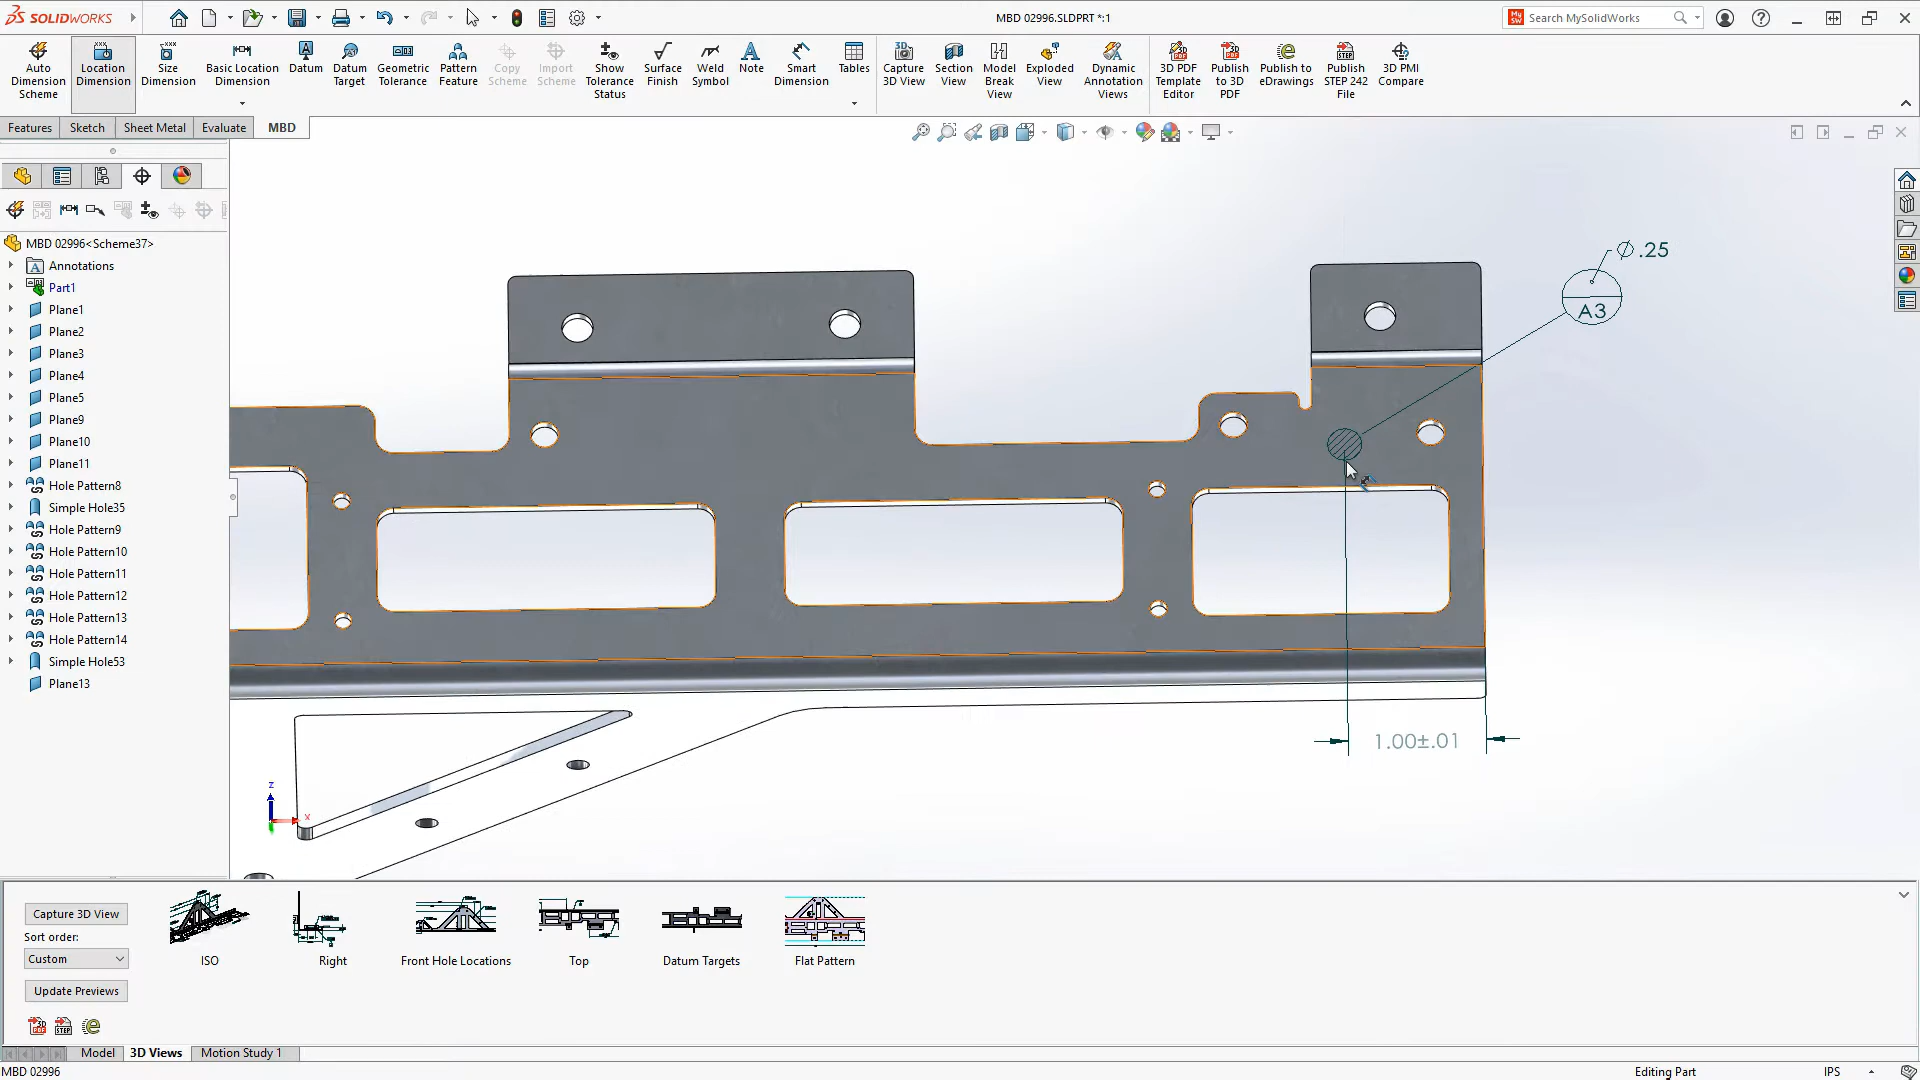 SOLIDWORKS
MBD 02996.SLDPRT *:1
Search MySolidWorks
Auto Dimension Scheme
Location Dimension
Size Dimension
Basic Location Dimension
Datum
Datum Target
Geometric Tolerance
Pattern Feature
Copy Scheme
Import Scheme
Show Tolerance Status
Surface Finish
Weld Symbol
Note
Smart Dimension
Tables
Capture 3D View
Section View
Model Break View
Exploded View
Dynamic Annotation Views
3D PDF Template Editor
Publish to 3D PDF
Publish to eDrawings
Publish STEP 242 File
3D PMI Compare
Features
Sketch
Sheet Metal
Evaluate
MBD
MBD 02996<Scheme37>
Annotations
Part1
Plane1
Plane2
Plane3
Plane4
Plane5
Plane9
Plane10
Plane11
Hole Pattern8
Simple Hole35
Hole Pattern9
Hole Pattern10
Hole Pattern11
Hole Pattern12
Hole Pattern13
Hole Pattern14
Simple Hole53
Plane13
∅.25
A3
1.00±.01
z
x
Capture 3D View
Sort order:
Custom
Update Previews
ISO
Right
Front Hole Locations
Top
Datum Targets
Flat Pattern
Model
3D Views
Motion Study 1
MBD 02996
Editing Part
IPS